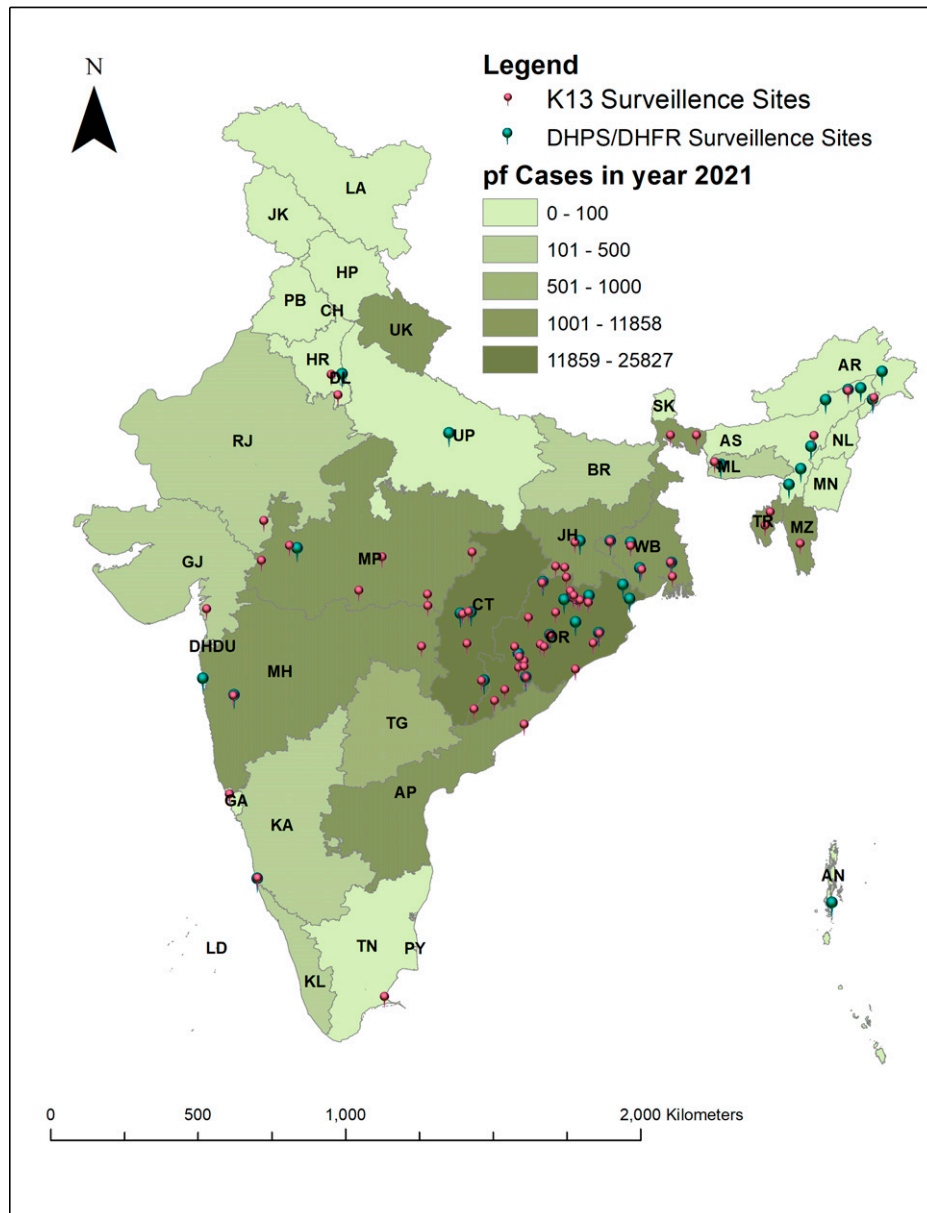 N
Legend
K13 Surveillence Sites
DHPS/DHFR Surveillence Sites
pf Cases in year 2021
0 - 100
101 - 500
501 - 1000
1001 - 11858
11859 - 25827
LA
JK
HP
PB
CH
UK
HR
DL
AR
SK
RJ
UP
AS
NL
BR
ML
MN
TR
MZ
JH
WB
GJ
MP
CT
OR
DHDU
MH
TG
AP
GA
KA
AN
LD
TN
PY
KL
0
500
1,000
2,000 Kilometers